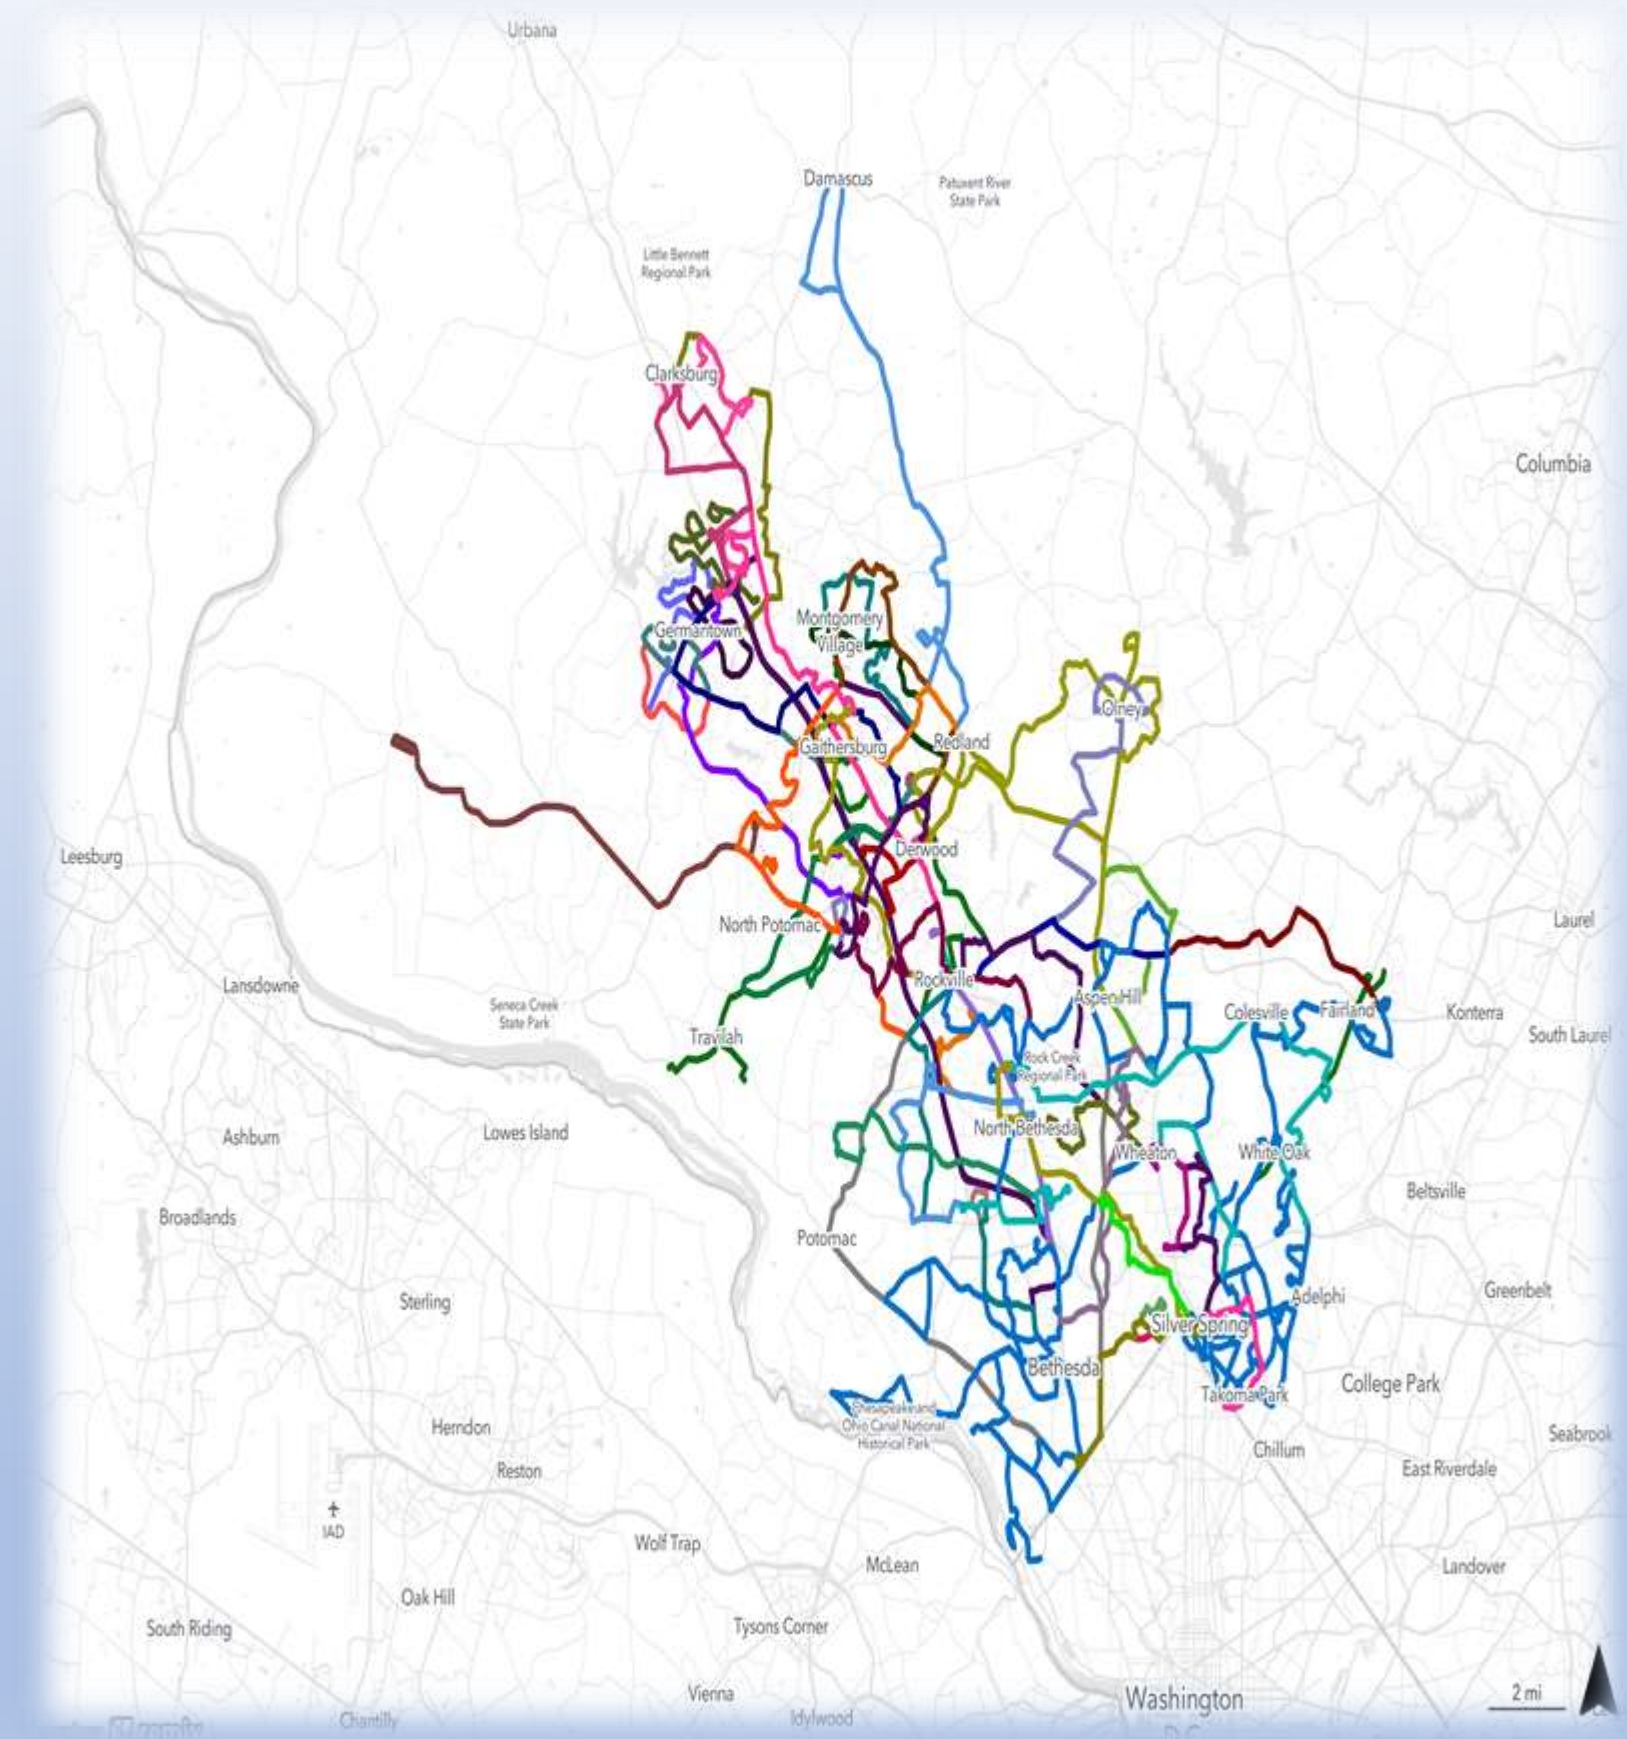 Urbana
Damascus
Patuxent River
State Park
Little Bennett
Regional Park
Clarksburg
Columbia
Montgomery
Village
Germantown
Olney
Gaithersburg
Redland
Derwood
Leesburg
North Potomac
Laurel
Rockville
Lansdowne
Aspen Hill
Seneca Creek
State Park
Colesville
Fairland
Konterra
South Laurel
Travilah
Rock Creek
Regional Park
Ashburn
Lowes Island
North Bethesda
Wheaton
White Oak
Beltsville
Broadlands
Potomac
Greenbelt
Sterling
Adelphi
Silver Spring
Bethesda
College Park
Takoma Park
Chesapeake and
Ohio Canal National
Historical Park
Herndon
Seabrook
Chillum
Reston
East Riverdale
IAD
Wolf Trap
McLean
Landover
Oak Hill
South Riding
Tysons Corner
Vienna
Washington
2 mi
Chantilly
Idylwood